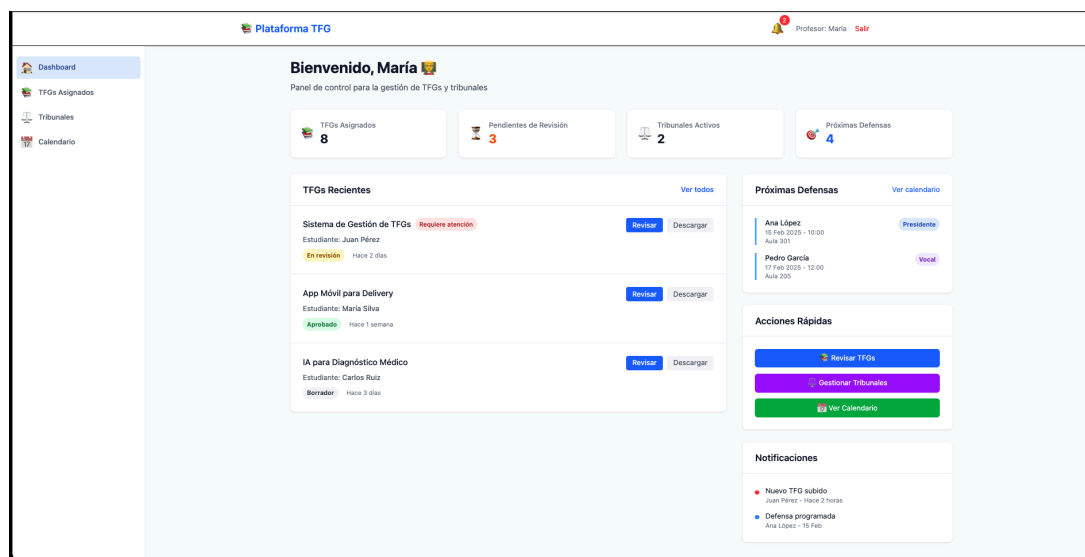 📚 Plataforma TFG
2
Profesor: María Salir
Dashboard
TFGs Asignados
Tribunales
17 Calendario
Bienvenido, María
Panel de control para la gestión de TFGs y tribunales
TFGs Asignados
8
Pendientes de Revisión
3
Tribunales Activos
2
Próximas Defensas
4
TFGs Recientes
Ver todos
Sistema de Gestión de TFGs Requiere atención
Revisar Descargar
Estudiante: Juan Pérez
En revisión Hace 2 días
App Móvil para Delivery
Revisar Descargar
Estudiante: María Silva
Aprobado Hace 1 semana
IA para Diagnóstico Médico
Revisar Descargar
Estudiante: Carlos Ruiz
Borrador Hace 3 días
Próximas Defensas
Ver calendario
Ana López
Presidente
15 Feb 2025 - 10:00
Aula 301
Pedro García
Vocal
17 Feb 2025 - 12:00
Aula 205
Acciones Rápidas
Revisar TFGs
Gestionar Tribunales
Ver Calendario
Notificaciones
Nuevo TFG subido
Juan Pérez - Hace 2 horas
Defensa programada
Ana López - 15 Feb